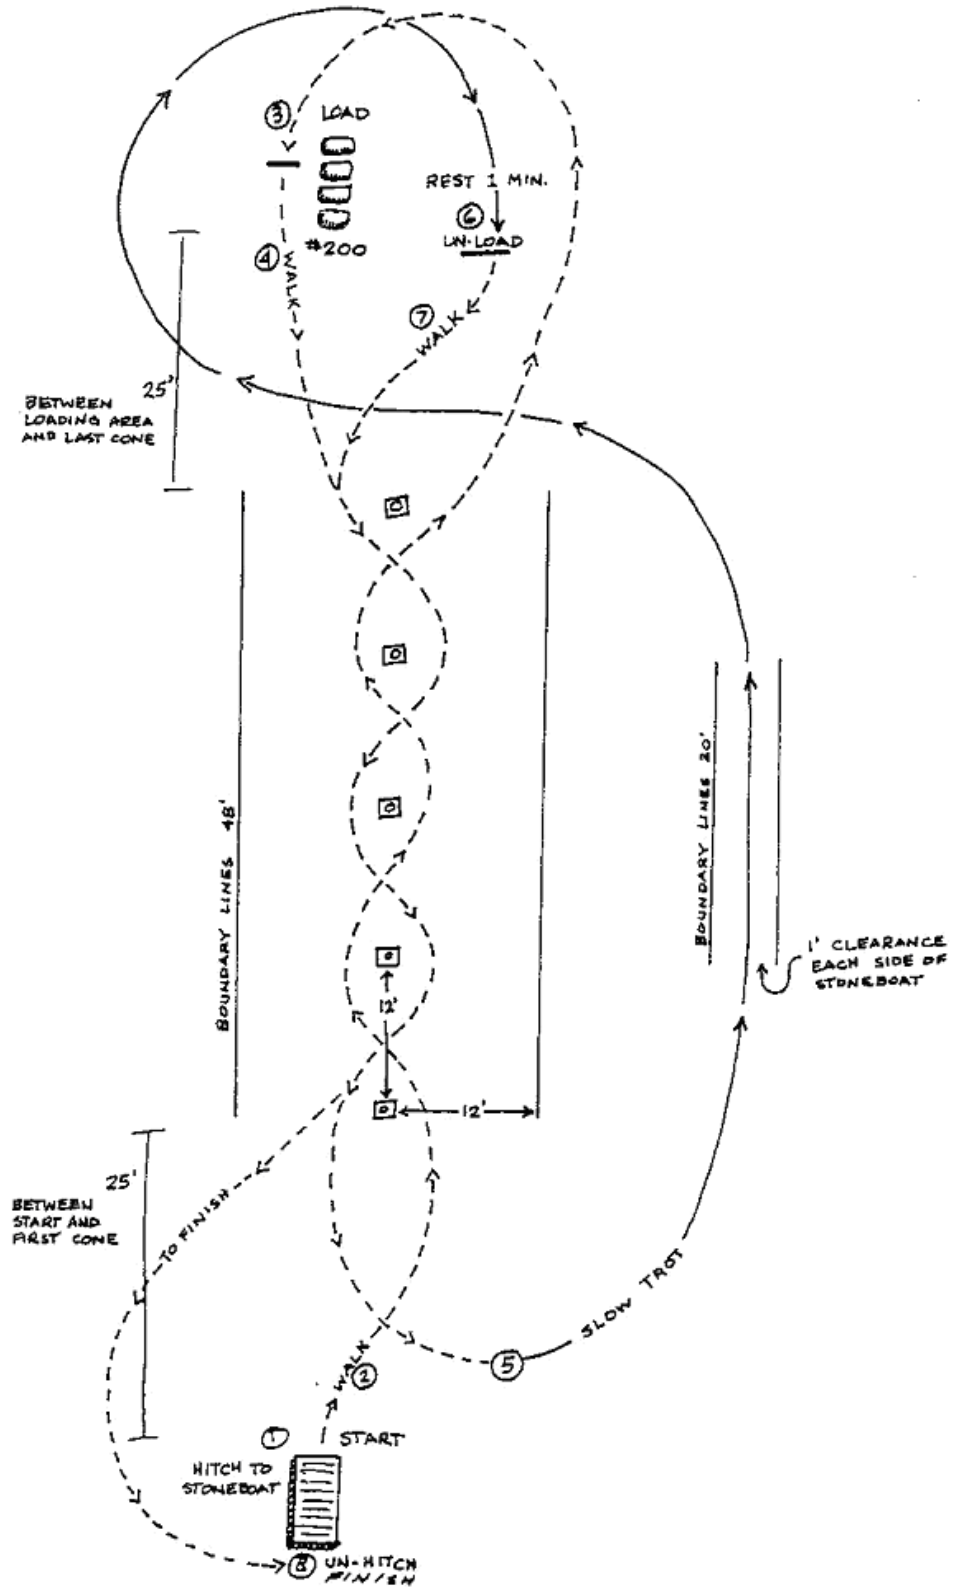 ③ LOAD
REST 1 MIN.
⑥
UN-LOAD
#200
④ WALK
⑦
WALK
25'
BETWEEN
LOADING AREA
AND LAST CONE
BOUNDARY LINES 48'
BOUNDARY LINES 20'
1' CLEARANCE
EACH SIDE OF
STONEBOAT
12'
12'
25'
BETWEEN
START AND
FIRST CONE
TO FINISH
SLOW TROT
⑤
WALK
②
① START
HITCH TO
STONEBOAT
⑧ UN-HITCH
FINISH